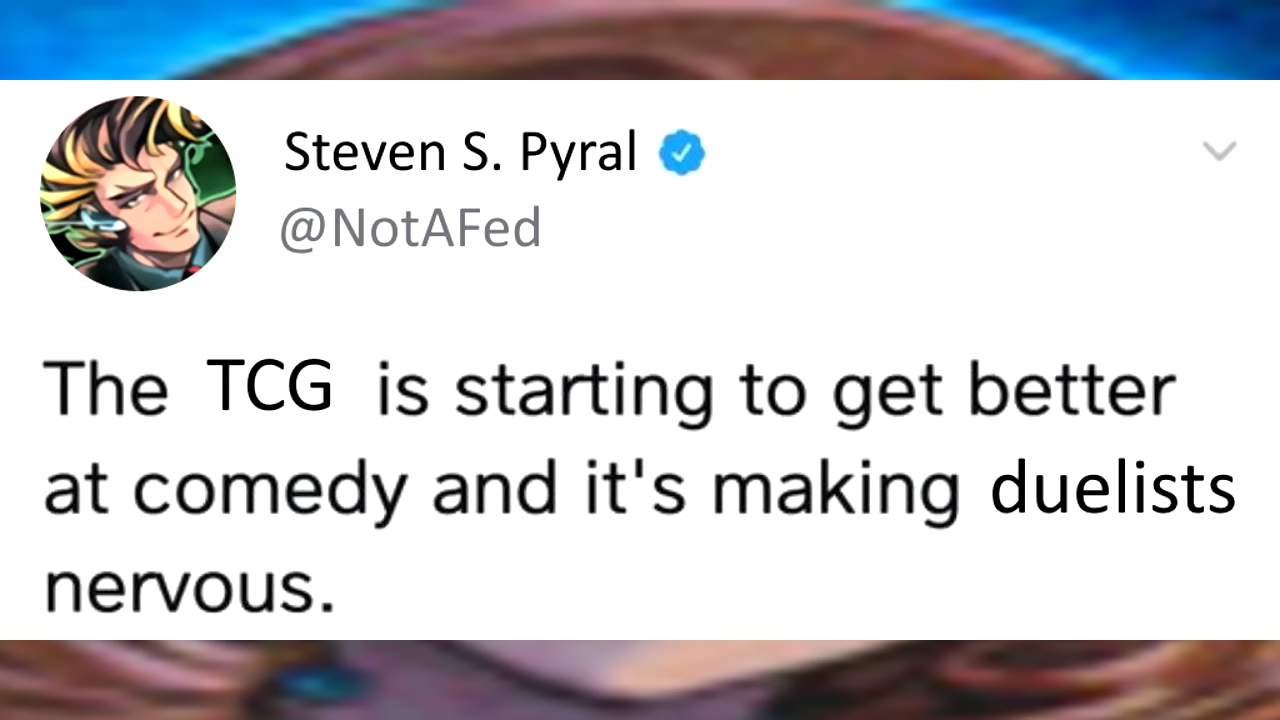 Steven S. Pyral
@NotAFed
The TCG is starting to get better
at comedy and it's making duelists
nervous.